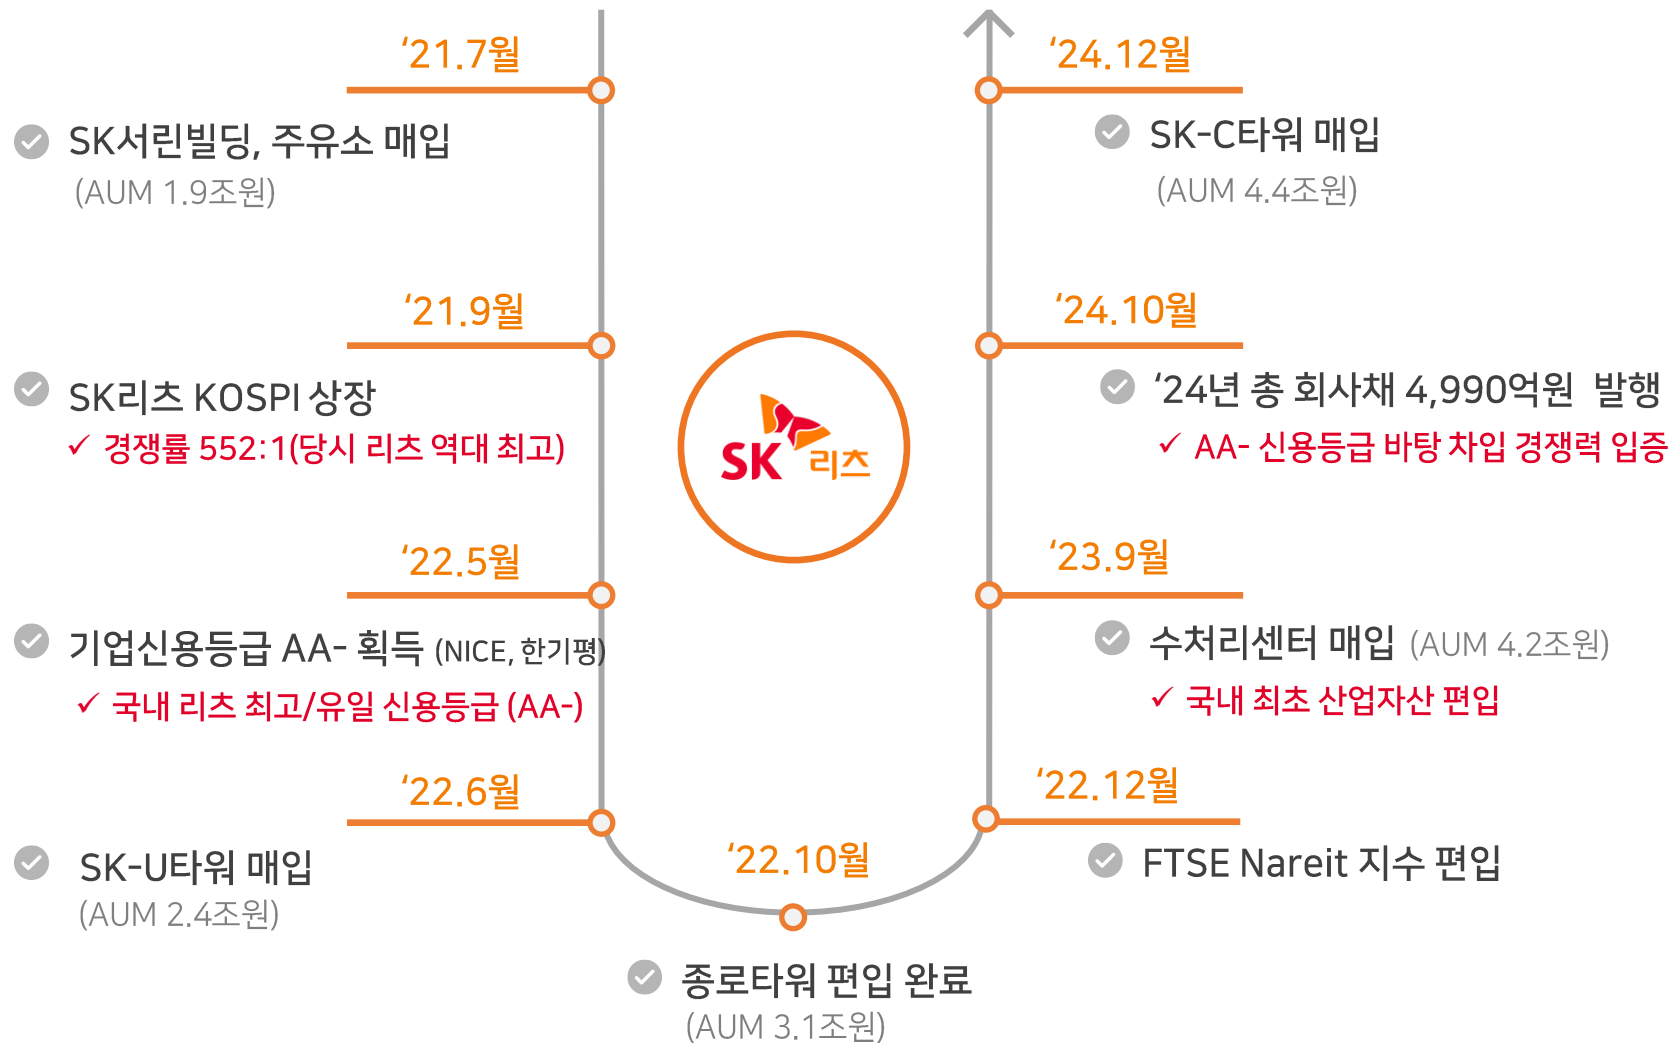 ‘21.7월
SK서린빌딩, 주유소 매입
(AUM 1.9조원)
‘21.9월
SK리츠 KOSPI 상장
경쟁률 552:1(당시 리츠 역대 최고)
‘22.5월
기업신용등급 AA- 획득 (NICE, 한기평)
국내 리츠 최고/유일 신용등급 (AA-)
‘22.6월
SK-U타워 매입
(AUM 2.4조원)
‘22.10월
종로타워 편입 완료
(AUM 3.1조원)
‘22.12월
FTSE Nareit 지수 편입
‘23.9월
수처리센터 매입 (AUM 4.2조원)
국내 최초 산업자산 편입
‘24.10월
‘24년 총 회사채 4,990억원 발행
AA- 신용등급 바탕 차입 경쟁력 입증
‘24.12월
SK-C타워 매입
(AUM 4.4조원)
SK 리츠